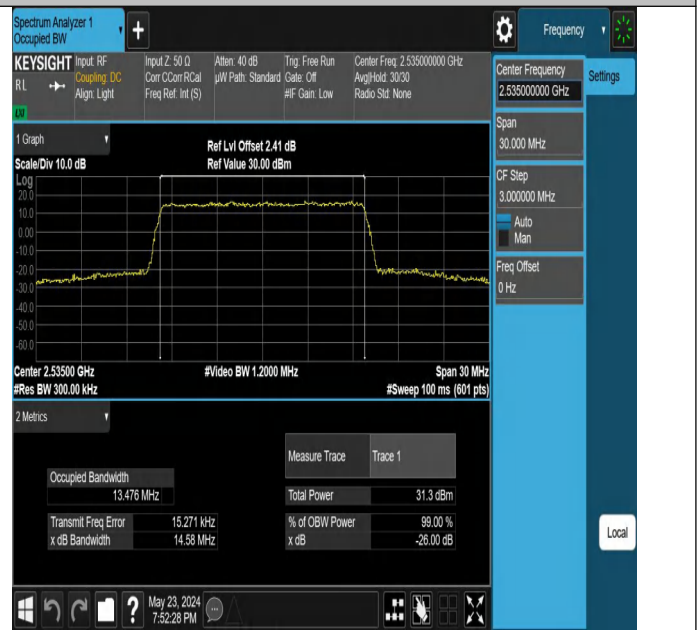 Spectrum Analyzer 1
Occupied BW
+
Frequency
KEYSIGHT Input: RF Input Z: 50 Ω Atten: 40 dB Trig: Free Run Center Freq: 2.535000000 GHz
RL Coupling: DC Corr CCorr RCal µW Path: Standard Gate: Off Avg|Hold: 30/30
Align: Light Freq Ref: Int (S) #IF Gain: Low Radio Std: None
Center Frequency
2.535000000 GHz
Settings
Span
30.000 MHz
CF Step
3.000000 MHz
Auto
Man
Freq Offset
0 Hz
Local
1 Graph
Ref Lvl Offset 2.41 dB
Scale/Div 10.0 dB Ref Value 30.00 dBm
Log
20.0
10.0
0.00
-10.0
-20.0
-30.0
-40.0
-50.0
-60.0
Center 2.53500 GHz #Video BW 1.2000 MHz Span 30 MHz
#Res BW 300.00 kHz #Sweep 100 ms (601 pts)
2 Metrics
Measure Trace Trace 1
Occupied Bandwidth
13.476 MHz
Total Power 31.3 dBm
Transmit Freq Error 15.271 kHz % of OBW Power 99.00 %
x dB Bandwidth 14.58 MHz x dB -26.00 dB
?
May 23, 2024
7:52:28 PM